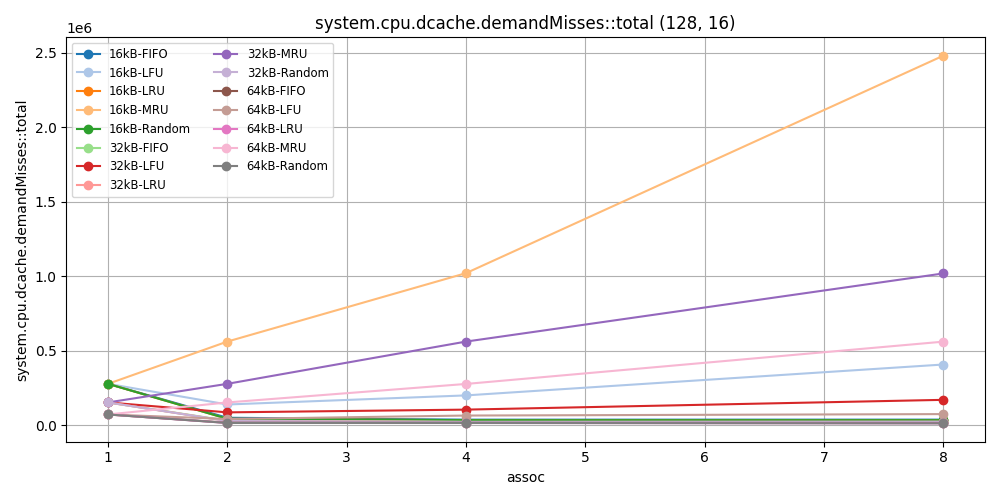 system.cpu.dcache.demandMisses::total (128, 16)
1e6
2.5
2.0
1.5
1.0
0.5
0.0
system.cpu.dcache.demandMisses::total
16kB-FIFO
16kB-LFU
16kB-LRU
16kB-MRU
16kB-Random
32kB-FIFO
32kB-LFU
32kB-LRU
32kB-MRU
32kB-Random
64kB-FIFO
64kB-LFU
64kB-LRU
64kB-MRU
64kB-Random
1 2 3 4 5 6 7 8
assoc